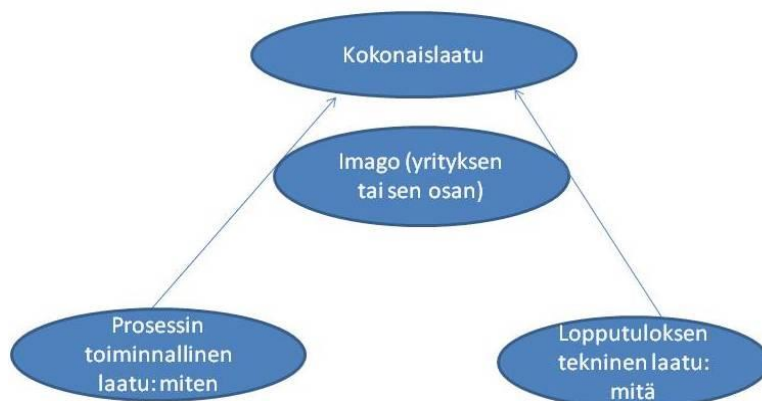 Kokonaislaatu
Imago (yrityksen
tai sen osan)
Prosessin
toiminnallinen
laatu: miten
Lopputuloksen
tekninen laatu:
mitä